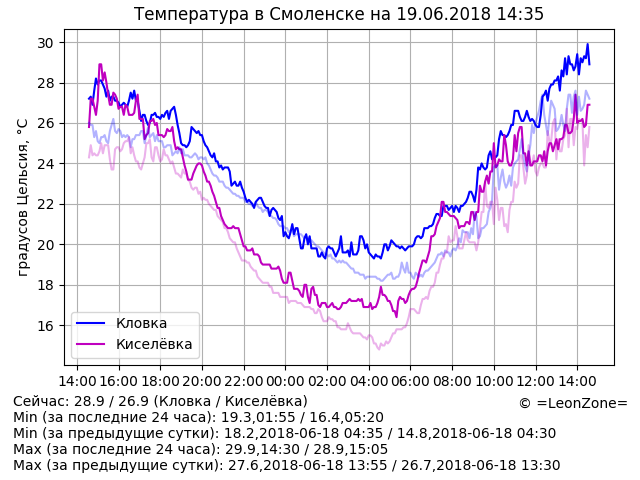 Температура в Смоленске на 19.06.2018 14:35
градусов Цельсия, °C
30
28
26
24
22
20
18
16
Кловка
Киселёвка
14:00 16:00 18:00 20:00 22:00 00:00 02:00 04:00 06:00 08:00 10:00 12:00 14:00
Сейчас: 28.9 / 26.9 (Кловка / Киселёвка)
© =LeonZone=
Min (за последние 24 часа): 19.3,01:55 / 16.4,05:20
Min (за предыдущие сутки): 18.2,2018-06-18 04:35 / 14.8,2018-06-18 04:30
Max (за последние 24 часа): 29.9,14:30 / 28.9,15:05
Max (за предыдущие сутки): 27.6,2018-06-18 13:55 / 26.7,2018-06-18 13:30